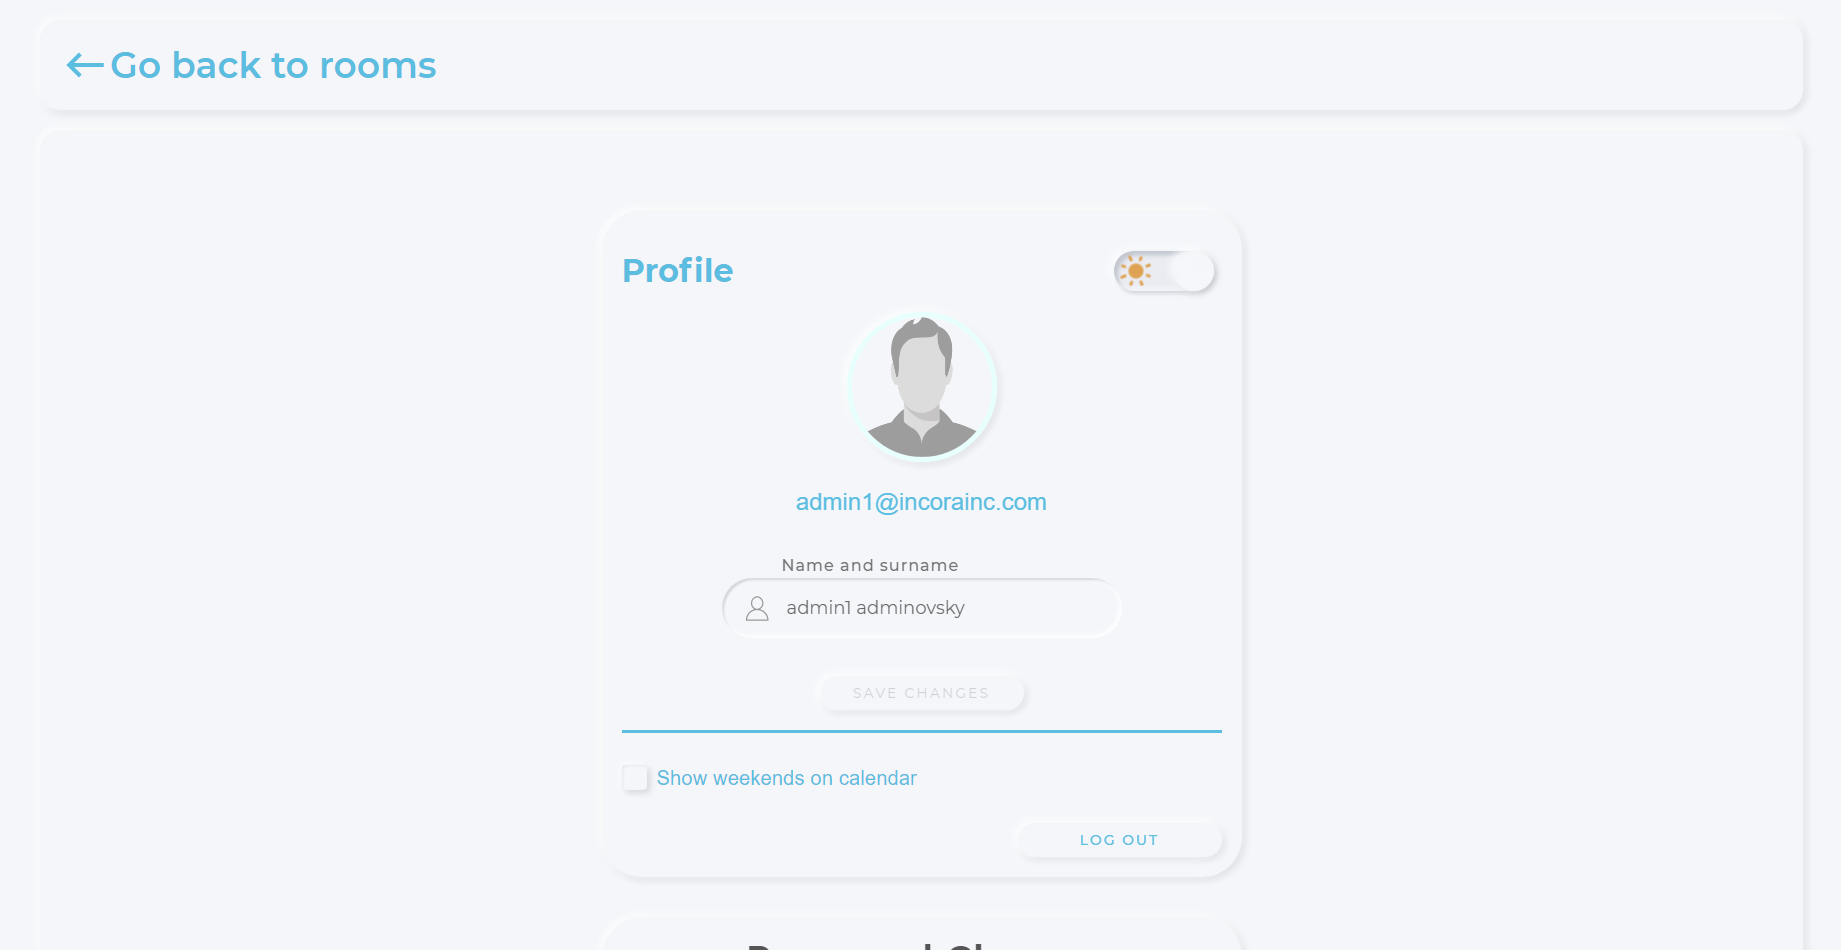 Go back to rooms
Profile
admin1@incorainc.com
Name and surname
admin1 adminovsky
SAVE CHANGES
Show weekends on calendar
LOG OUT